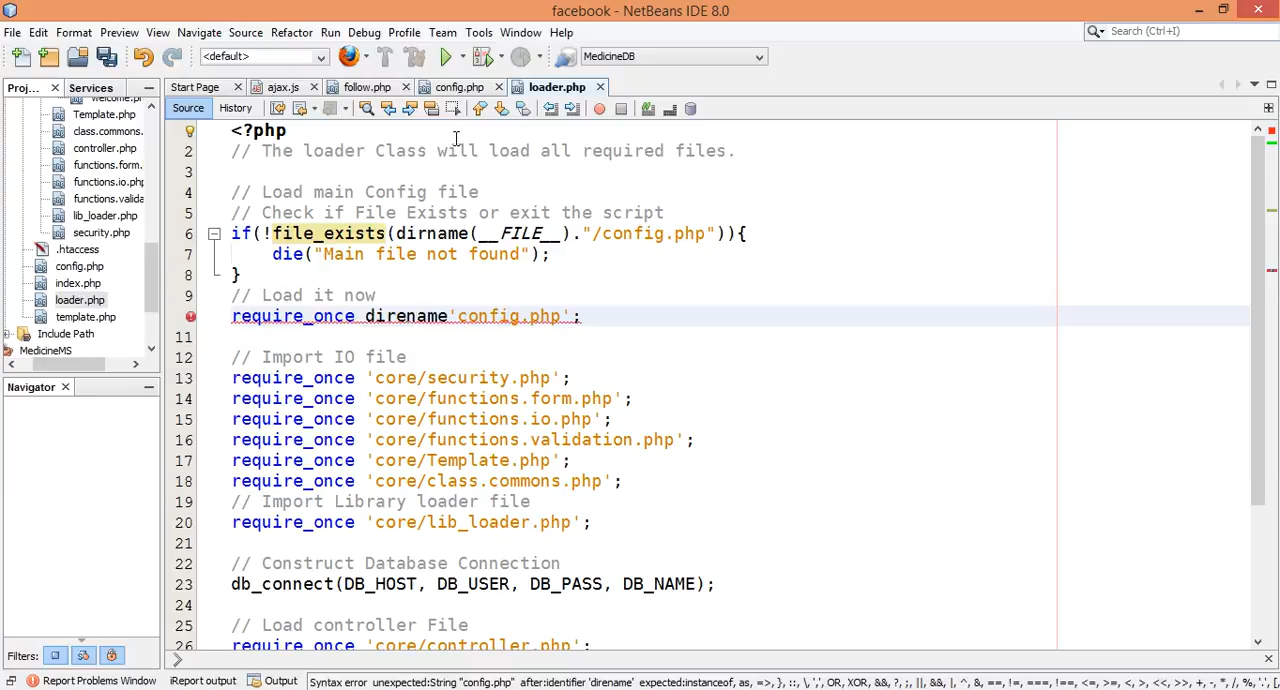 facebook - NetBeans IDE 8.0
File Edit Format Preview View Navigate Source Refactor Run Debug Profile Team Tools Window Help
Search (Ctrl+I)
<default>
MedicineDB
Proj... Services
Start Page ajax.js follow.php config.php loader.php
Source History
welcome.php
Template.php
class.commons.
controller.php
functions.form.
functions.io.php
functions.valida
lib_loader.php
security.php
.htaccess
config.php
index.php
loader.php
template.php
Include Path
MedicineMS
Navigator
Filters:
<?php
2 // The loader Class will load all required files.
3
4 // Load main Config file
5 // Check if File Exists or exit the script
6 if(!file_exists(dirname(__FILE__)."/config.php")){
7 die("Main file not found");
8 }
9 // Load it now
require_once direname'config.php';
11
12 // Import IO file
13 require_once 'core/security.php';
14 require_once 'core/functions.form.php';
15 require_once 'core/functions.io.php';
16 require_once 'core/functions.validation.php';
17 require_once 'core/Template.php';
18 require_once 'core/class.commons.php';
19 // Import Library loader file
20 require_once 'core/lib_loader.php';
21
22 // Construct Database Connection
23 db_connect(DB_HOST, DB_USER, DB_PASS, DB_NAME);
24
25 // Load controller File
26 require_once 'core/controller.php';
Report Problems Window iReport output Output Syntax error unexpected:String "config.php" after:identifier 'direname' expected:instanceof, as, =>, }, ::, \, ',', OR, XOR, &&, ?, ;, ||, &&, |, ^, &, ==, !=, ===, !==, <=, >=, <, >, <<, >>, +, -, *, /, %, '.', [,